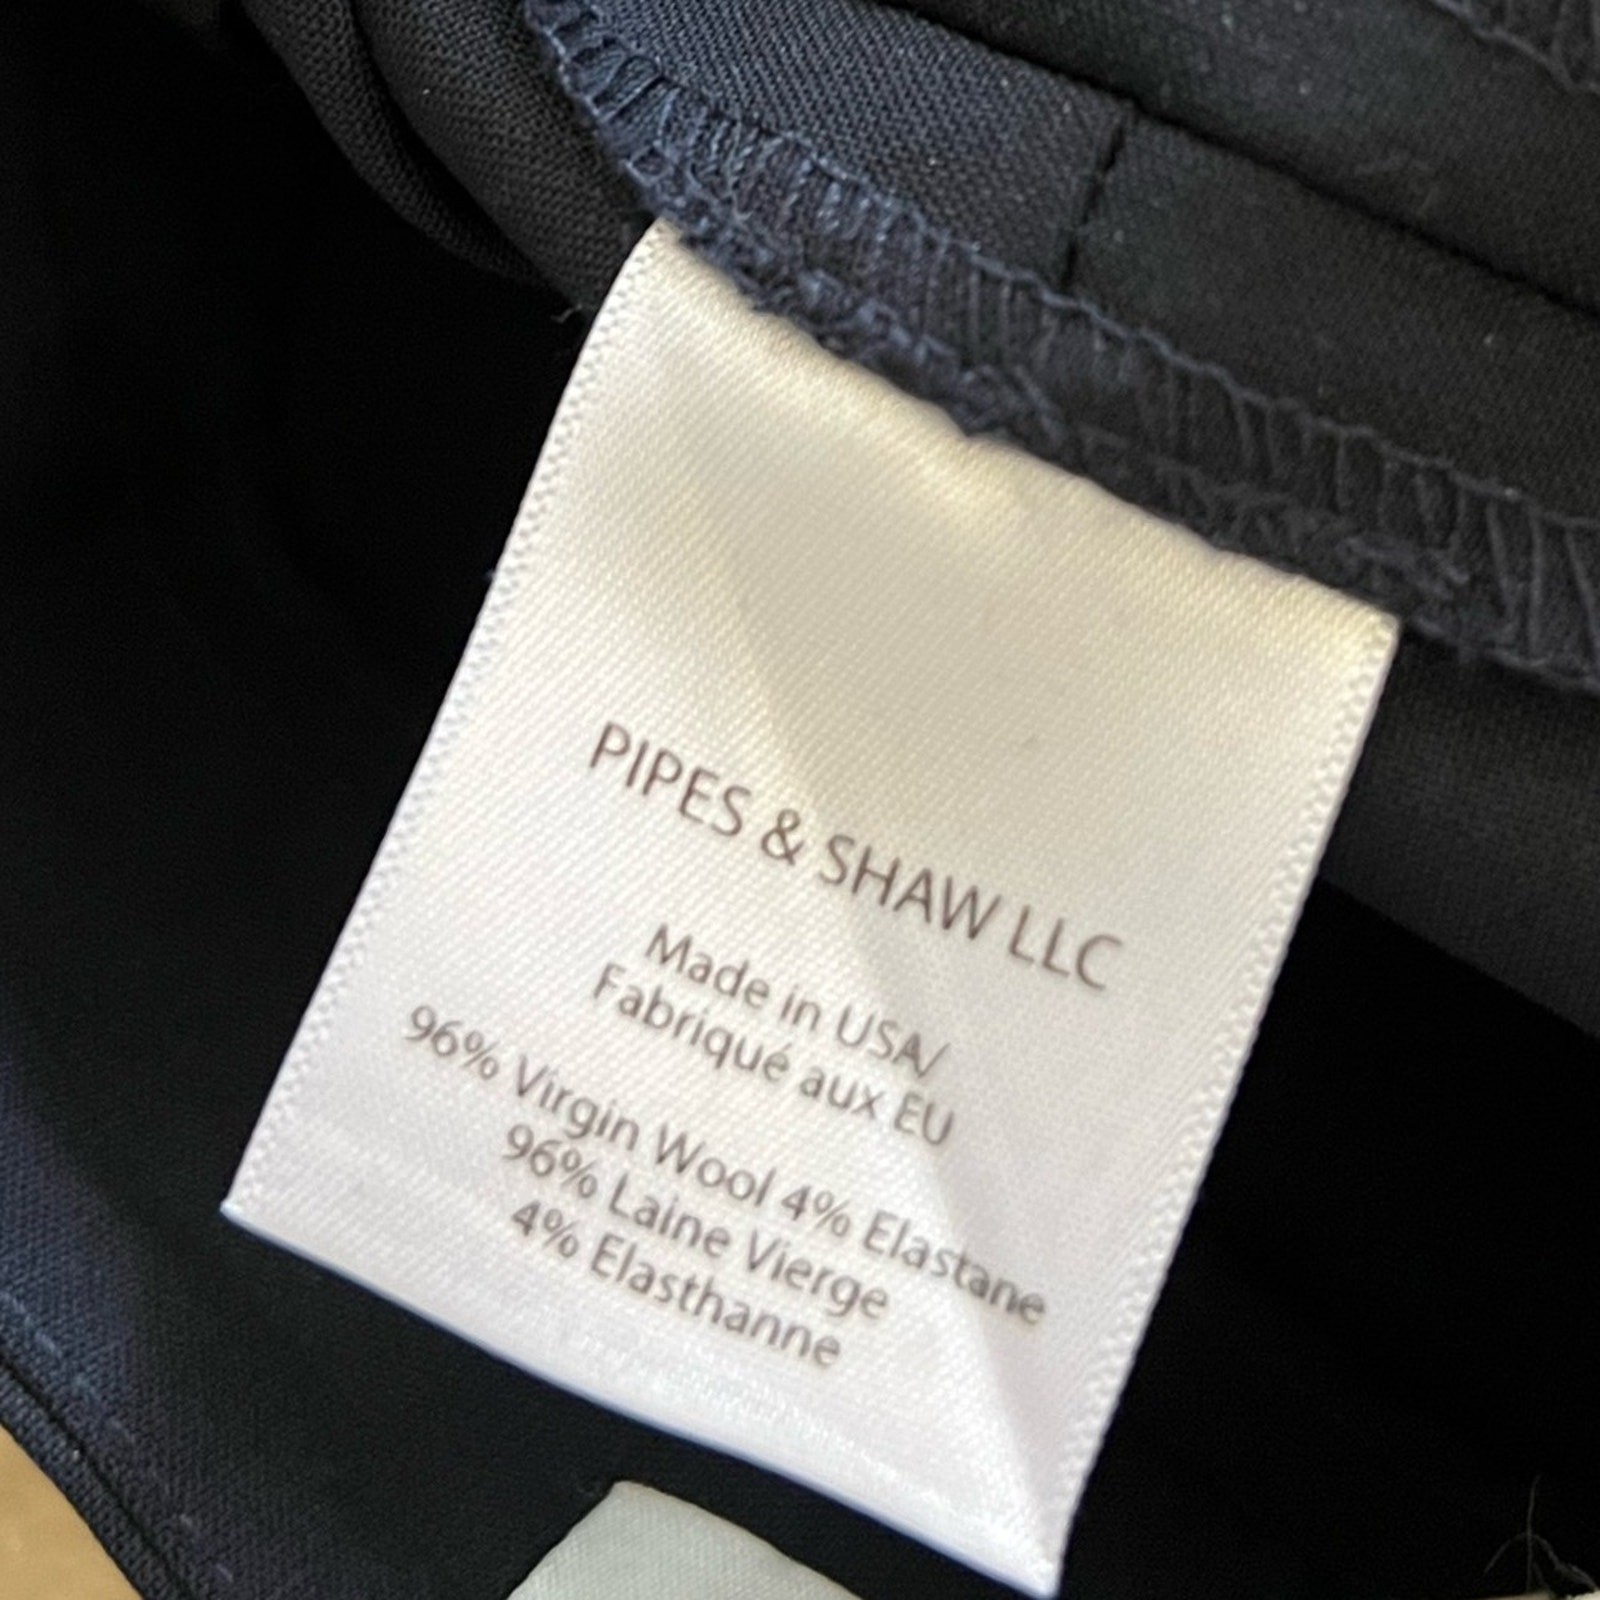 PIPES & SHAW LLC
Made in USA/
Fabriqué aux EU
96% Virgin Wool 4% Elastane
96% Laine Vierge
4% Elasthanne